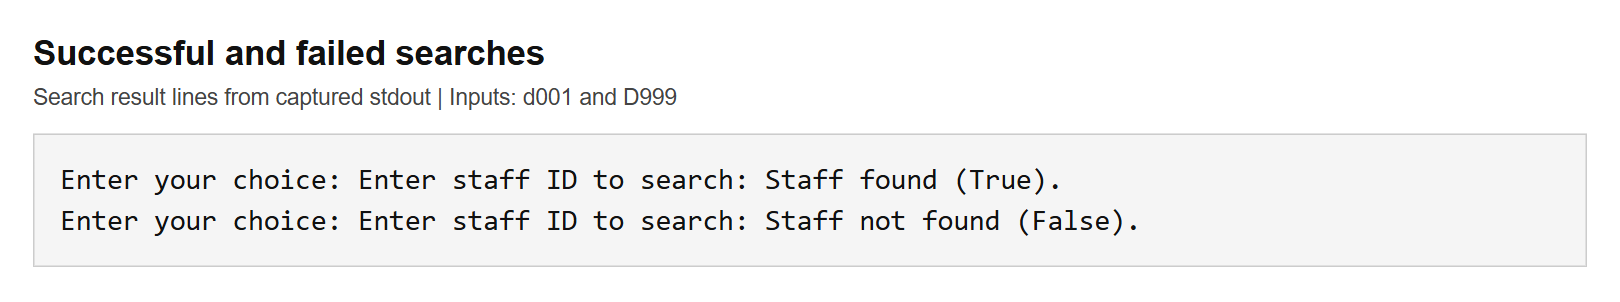 Successful and failed searches
Search result lines from captured stdout | Inputs: d001 and D999
Enter your choice: Enter staff ID to search: Staff found (True).
Enter your choice: Enter staff ID to search: Staff not found (False).